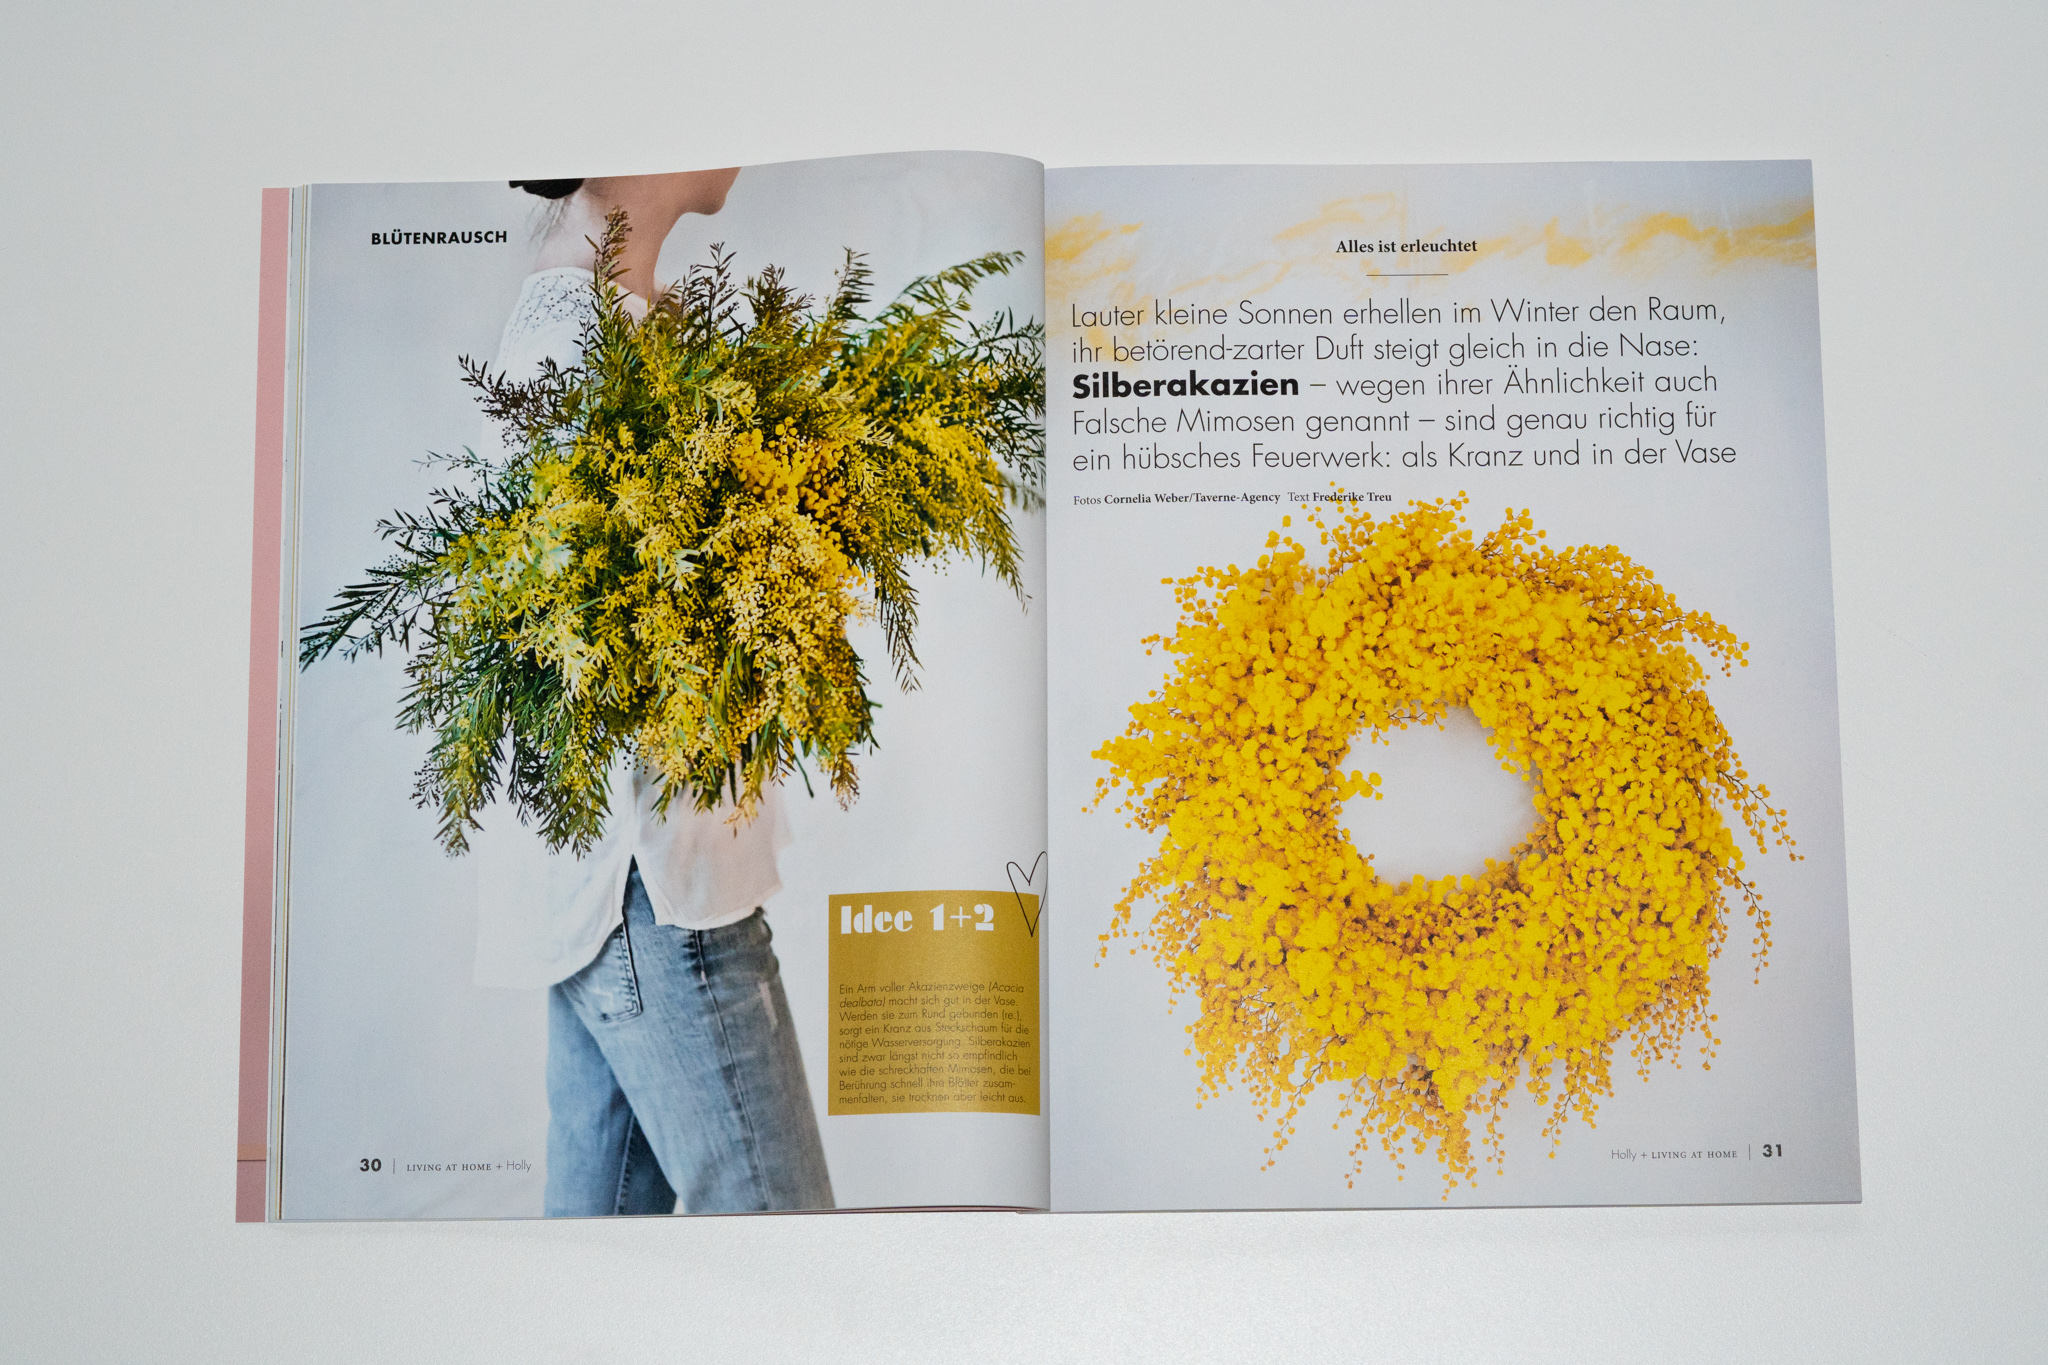 BLÜTENRAUSCH
Idee 1+2
Ein Arm voller Akazienzweige (Acacia
dealbata) macht sich gut in der Vase.
Werden sie zum Rund gebunden (re.),
sorgt ein Kranz aus Steckschaum für die
nötige Wasserversorgung. Silberakazien
sind zwar längst nicht so empfindlich
wie die schreckhaften Mimosen, die bei
Berührung schnell ihre Blätter zusam-
menfalten, sie trocknen aber leicht aus.
30 | LIVING AT HOME + Holly
Alles ist erleuchtet
Lauter kleine Sonnen erhellen im Winter den Raum,
ihr betörend-zarter Duft steigt gleich in die Nase:
Silberakazien – wegen ihrer Ähnlichkeit auch
Falsche Mimosen genannt – sind genau richtig für
ein hübsches Feuerwerk: als Kranz und in der Vase
Fotos Cornelia Weber/Taverne-Agency Text Frederike Treu
Holly + LIVING AT HOME | 31